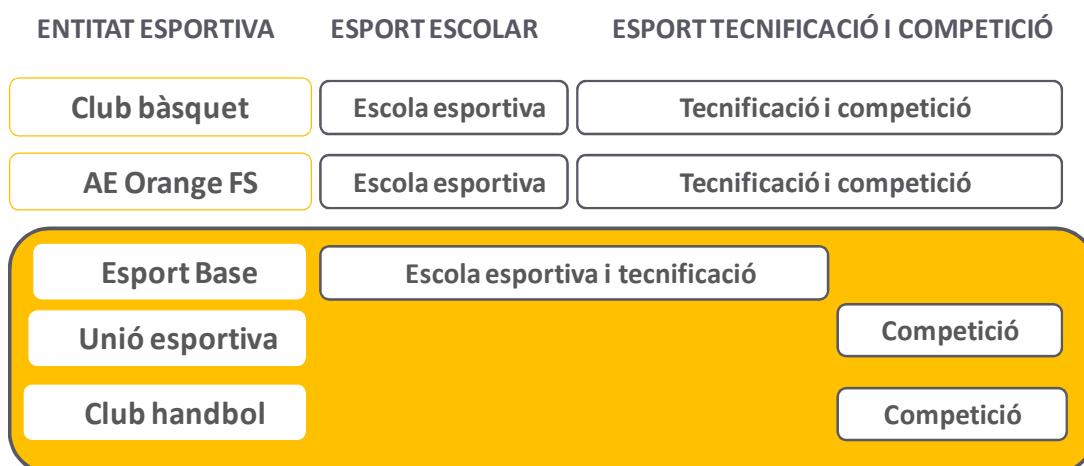 ENTITAT ESPORTIVA ESPORT ESCOLAR ESPORT TECNIFICACIÓ I COMPETICIÓ
Club bàsquet Escola esportiva Tecnificació i competició
AE Orange FS Escola esportiva Tecnificació i competició
Esport Base Escola esportiva i tecnificació
Unió esportiva Competició
Club handbol Competició